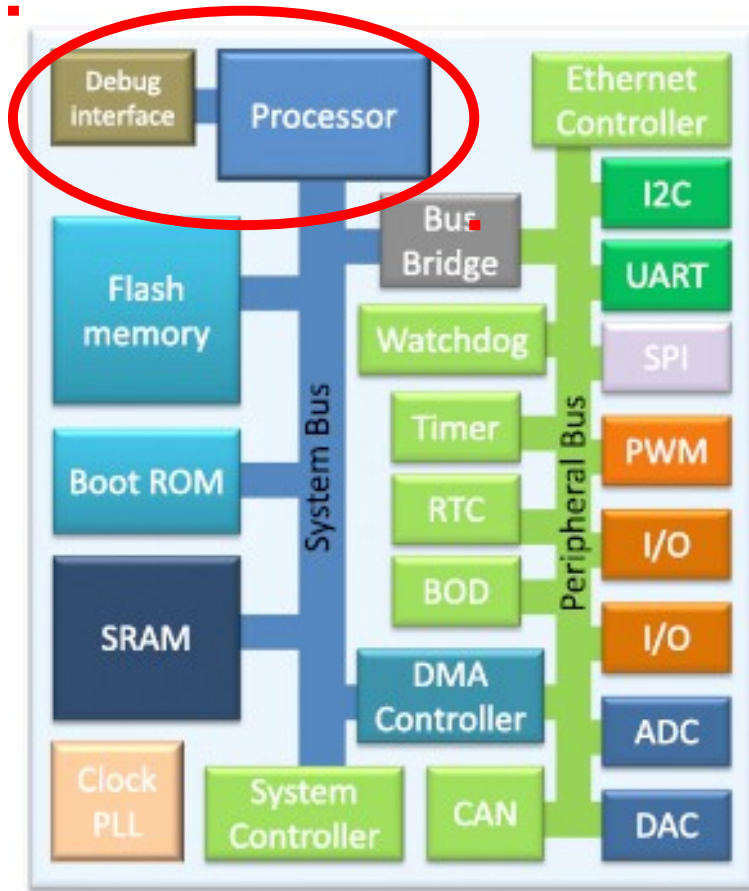 Debug
interface
Processor
Ethernet
Controller
I2C
Bus
Bridge
UART
Flash
memory
Watchdog
SPI
System Bus
Peripheral Bus
Timer
PWM
Boot ROM
RTC
I/O
BOD
SRAM
I/O
DMA
Controller
ADC
Clock
PLL
System
Controller
CAN
DAC